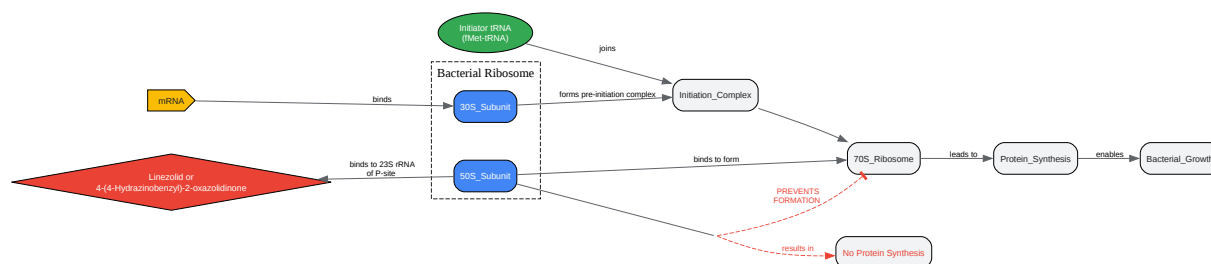 Initiator tRNA
(fMet-tRNA)
joins
Bacterial Ribosome
mRNA
binds
30S_Subunit
forms pre-initiation complex
Initiation_Complex
Linezolid or
4-(4-Hydrazinobenzyl)-2-oxazolidinone
binds to 23S rRNA
of P-site
50S_Subunit
binds to form
70S_Ribosome
leads to
Protein_Synthesis
enables
Bacterial_Growth
PREVENTS
FORMATION
results in
No Protein Synthesis